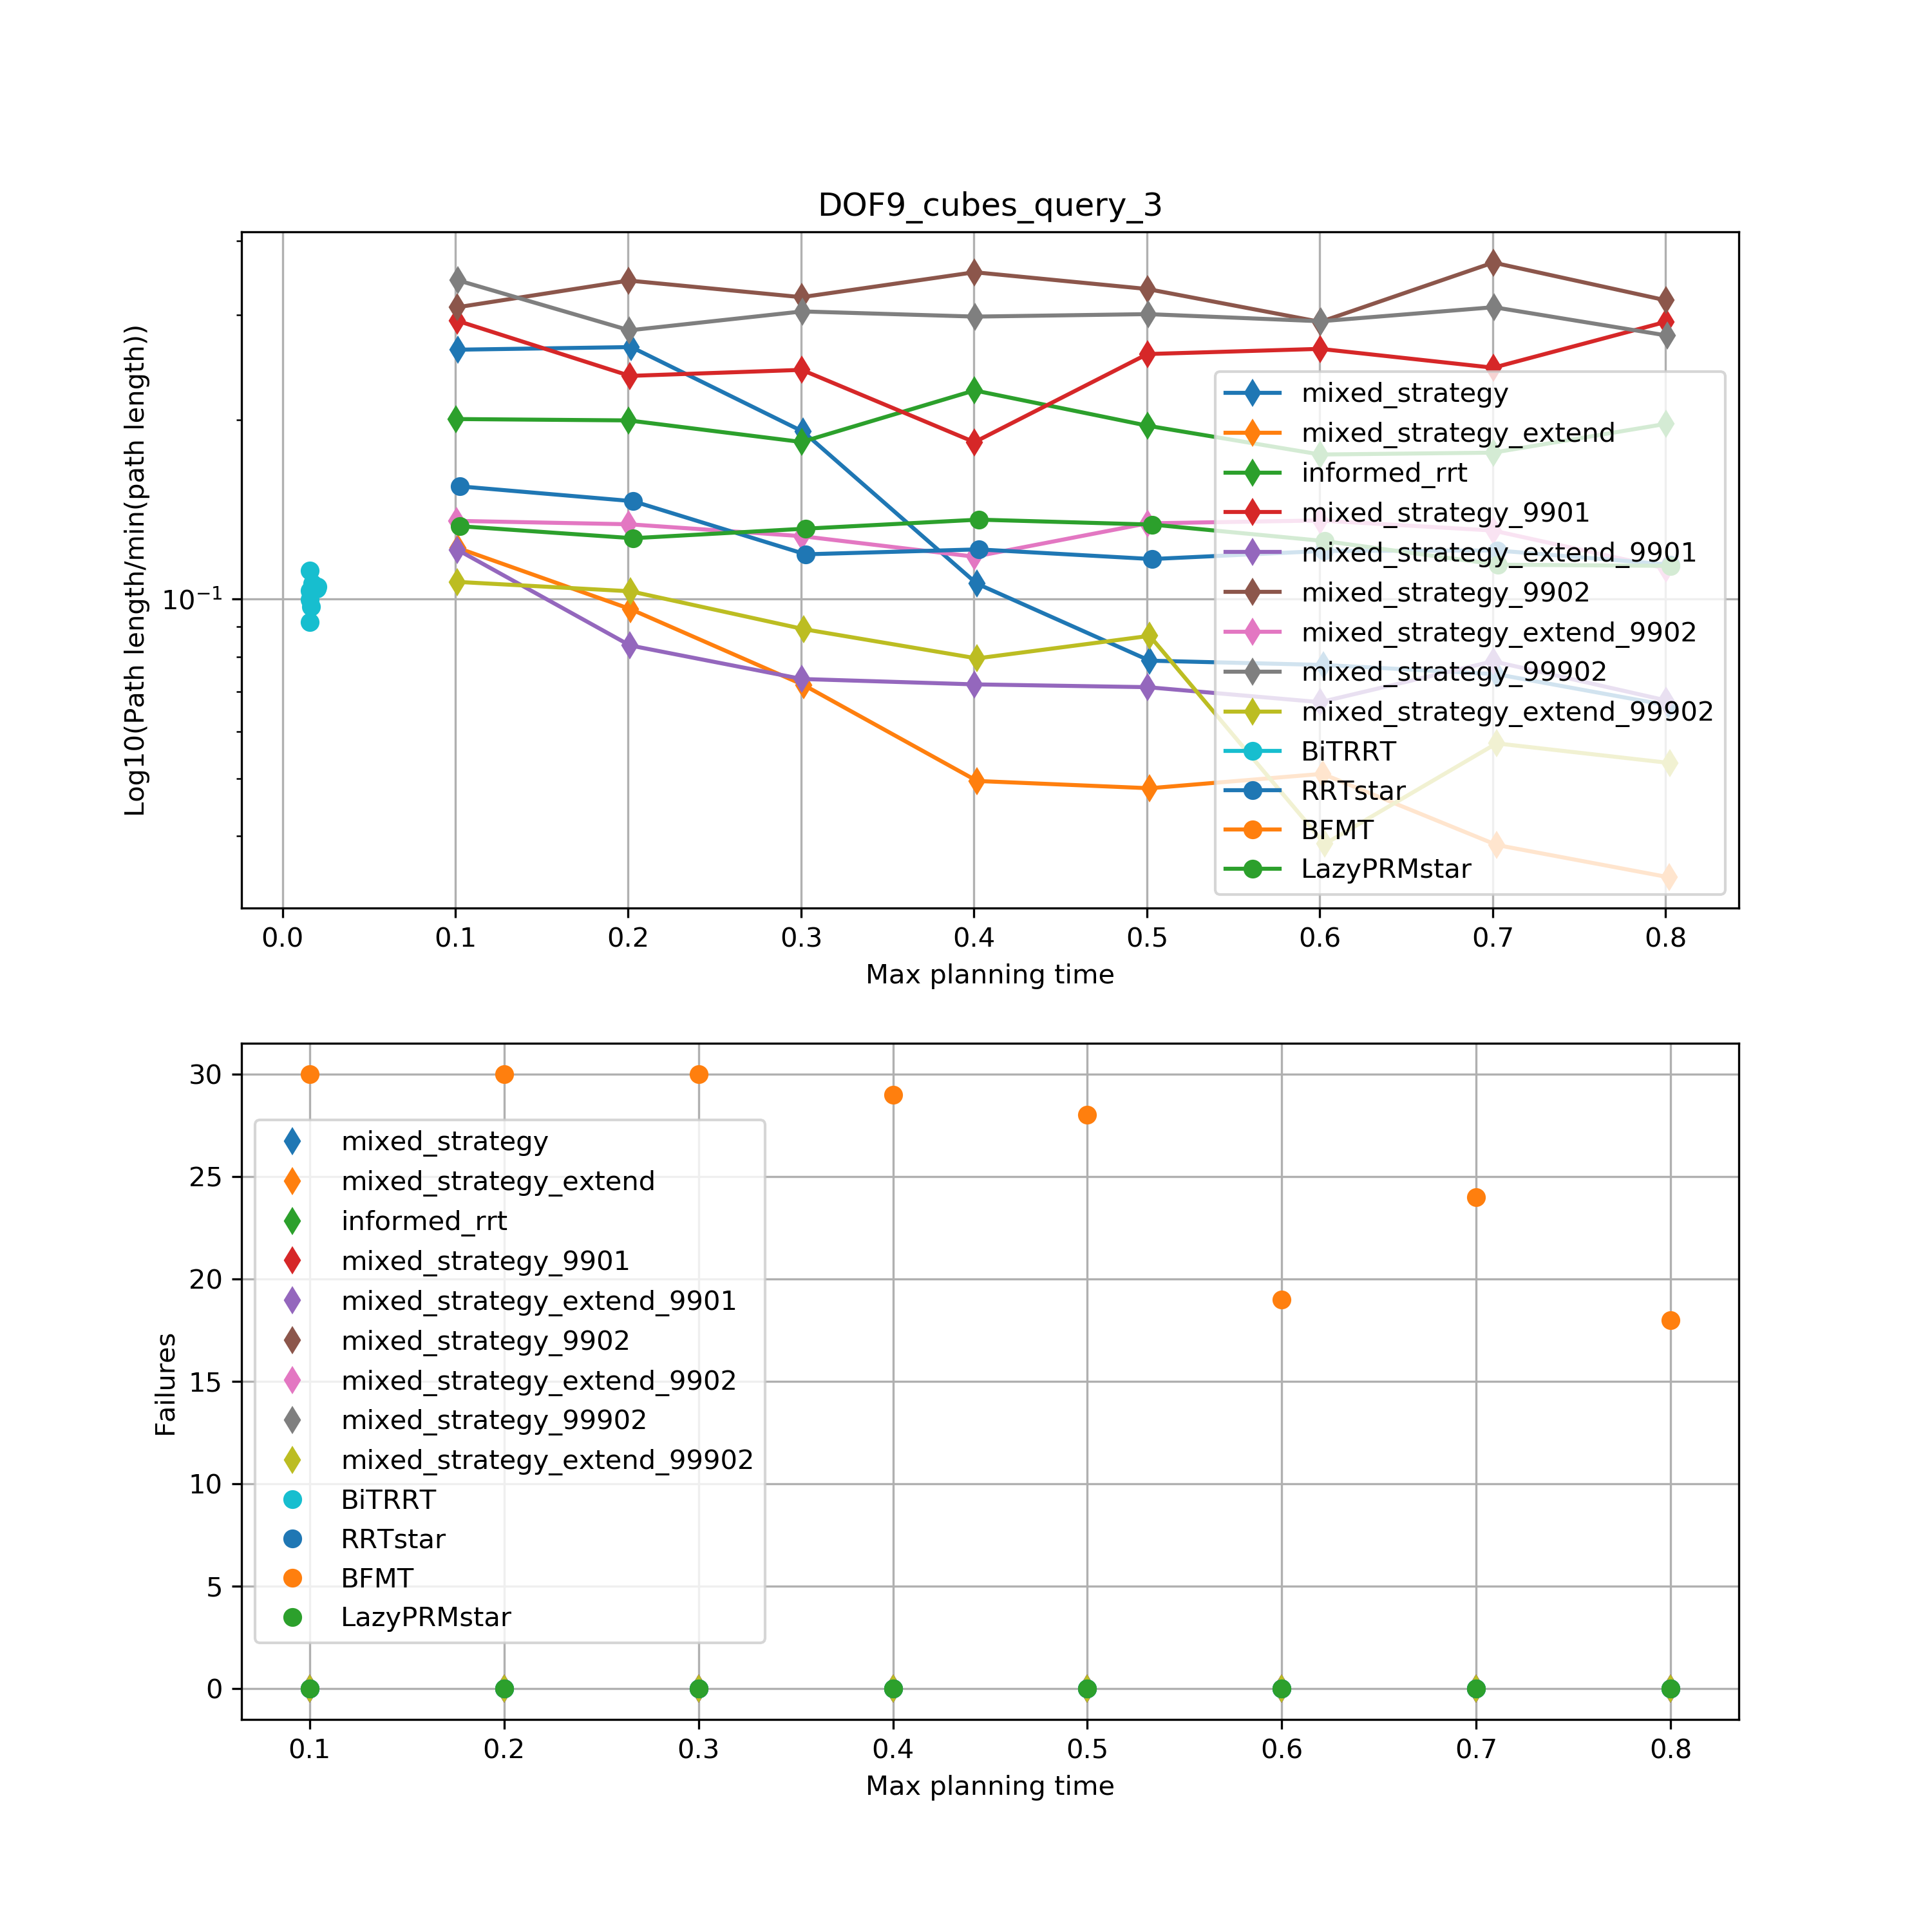 DOF9_cubes_query_3
Log10(Path length/min(path length))
10⁻¹
mixed_strategy
mixed_strategy_extend
informed_rrt
mixed_strategy_9901
mixed_strategy_extend_9901
mixed_strategy_9902
mixed_strategy_extend_9902
mixed_strategy_99902
mixed_strategy_extend_99902
BiTRRT
RRTstar
BFMT
LazyPRMstar
0.0 0.1 0.2 0.3 0.4 0.5 0.6 0.7 0.8
Max planning time
Failures
30
25
20
15
10
5
0
mixed_strategy
mixed_strategy_extend
informed_rrt
mixed_strategy_9901
mixed_strategy_extend_9901
mixed_strategy_9902
mixed_strategy_extend_9902
mixed_strategy_99902
mixed_strategy_extend_99902
BiTRRT
RRTstar
BFMT
LazyPRMstar
0.1 0.2 0.3 0.4 0.5 0.6 0.7 0.8
Max planning time